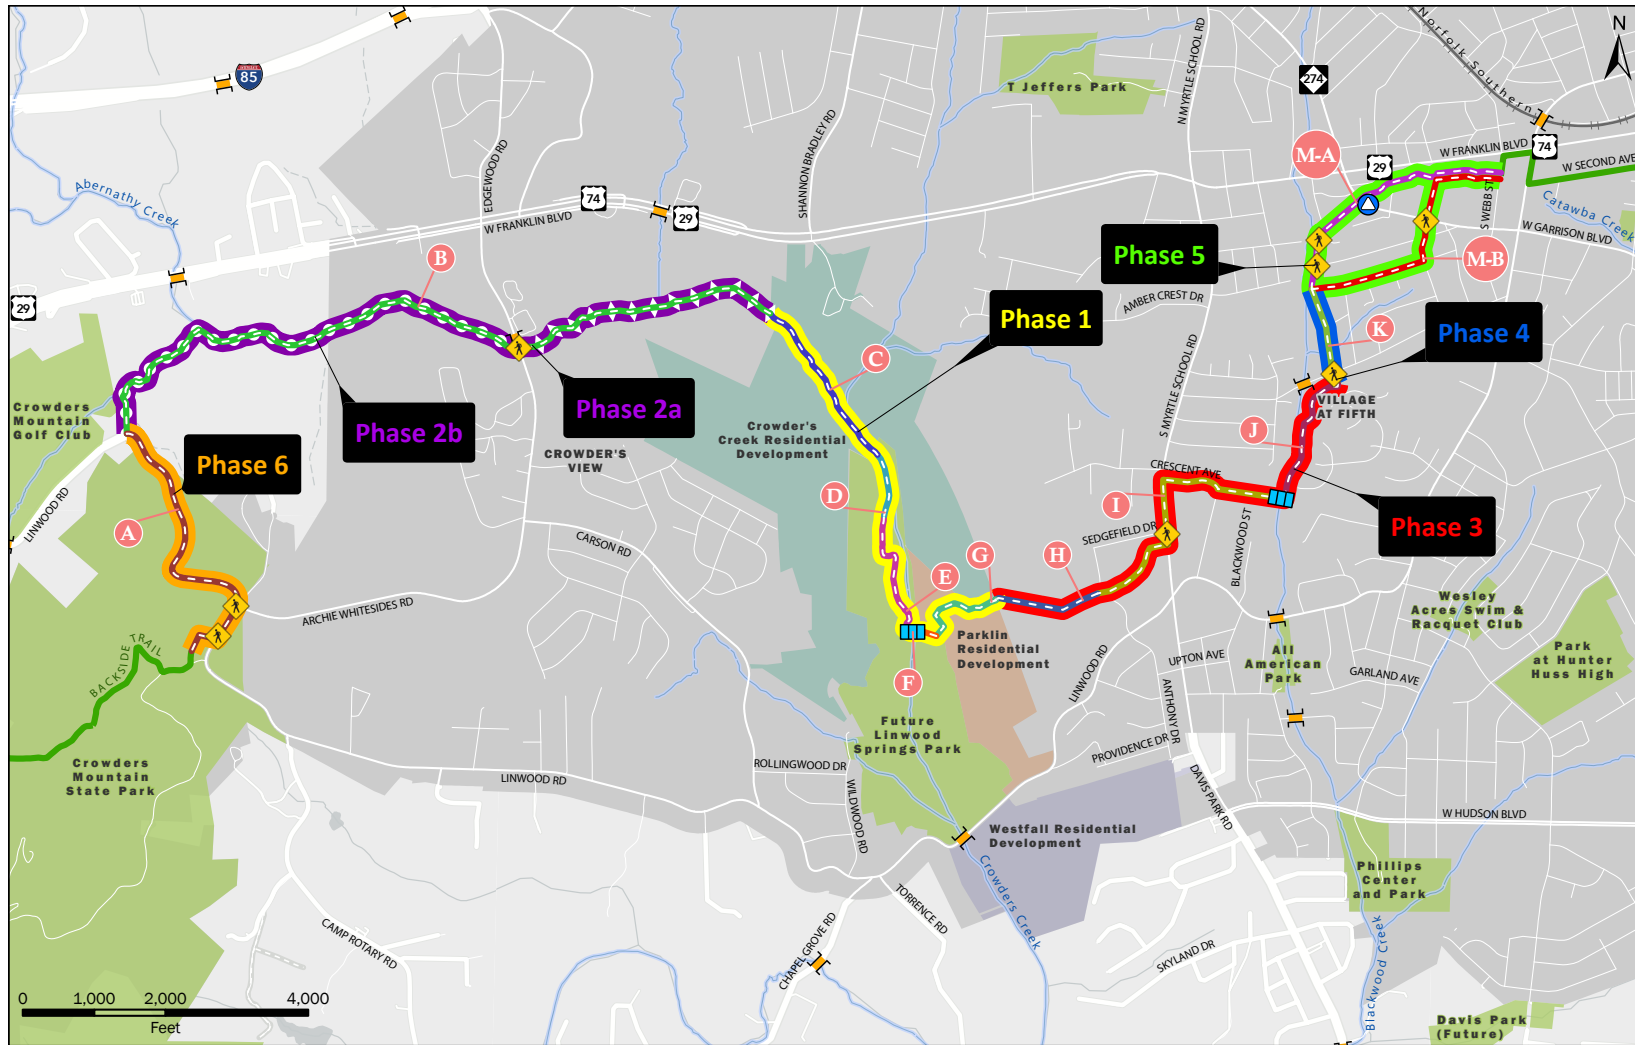 N
Norfolk Southern
INTERSTATE
85
274
T Jeffers Park
N MYRTLE SCHOOL RD
SHANNON BRADLEY RD
EDGEWOOD RD
M-A
29
W FRANKLIN BLVD
74
W SECOND AVE
Abernathy Creek
74
29
W FRANKLIN BLVD
S WEBB ST
Catawba Creek
W GARRISON BLVD
Phase 5
M-B
B
29
AMBER CREST DR
Phase 1
K
Phase 4
C
S MYRTLE SCHOOL RD
VILLAGE
AT FIFTH
Crowders
Mountain
Golf Club
Phase 2b
Phase 2a
Crowder's
Creek Residential
Development
J
CROWDER'S
VIEW
Phase 6
CRESCENT AVE
D
I
LINWOOD RD
A
SEDGEFIELD DR
Phase 3
CARSON RD
BLACKWOOD ST
G
H
E
ARCHIE WHITESIDES RD
Wesley
Acres Swim &
Racquet Club
Parklin
Residential
Development
BACKSIDE TRAIL
F
LINWOOD RD
UPTON AVE
All
American
Park
GARLAND AVE
Park
at Hunter
Huss High
ANTHONY DR
Future
Linwood
Springs Park
PROVIDENCE DR
Crowders
Mountain
State Park
LINWOOD RD
ROLLINGWOOD DR
WILDWOOD RD
DAVIS PARK RD
W HUDSON BLVD
Westfall Residential
Development
Crowders Creek
Phillips
Center
and Park
TORRENCE RD
CHAPEL GROVE RD
CAMP ROTARY RD
SKYLAND DR
Blackwood Creek
0 1,000 2,000 4,000
Feet
Davis Park
(Future)